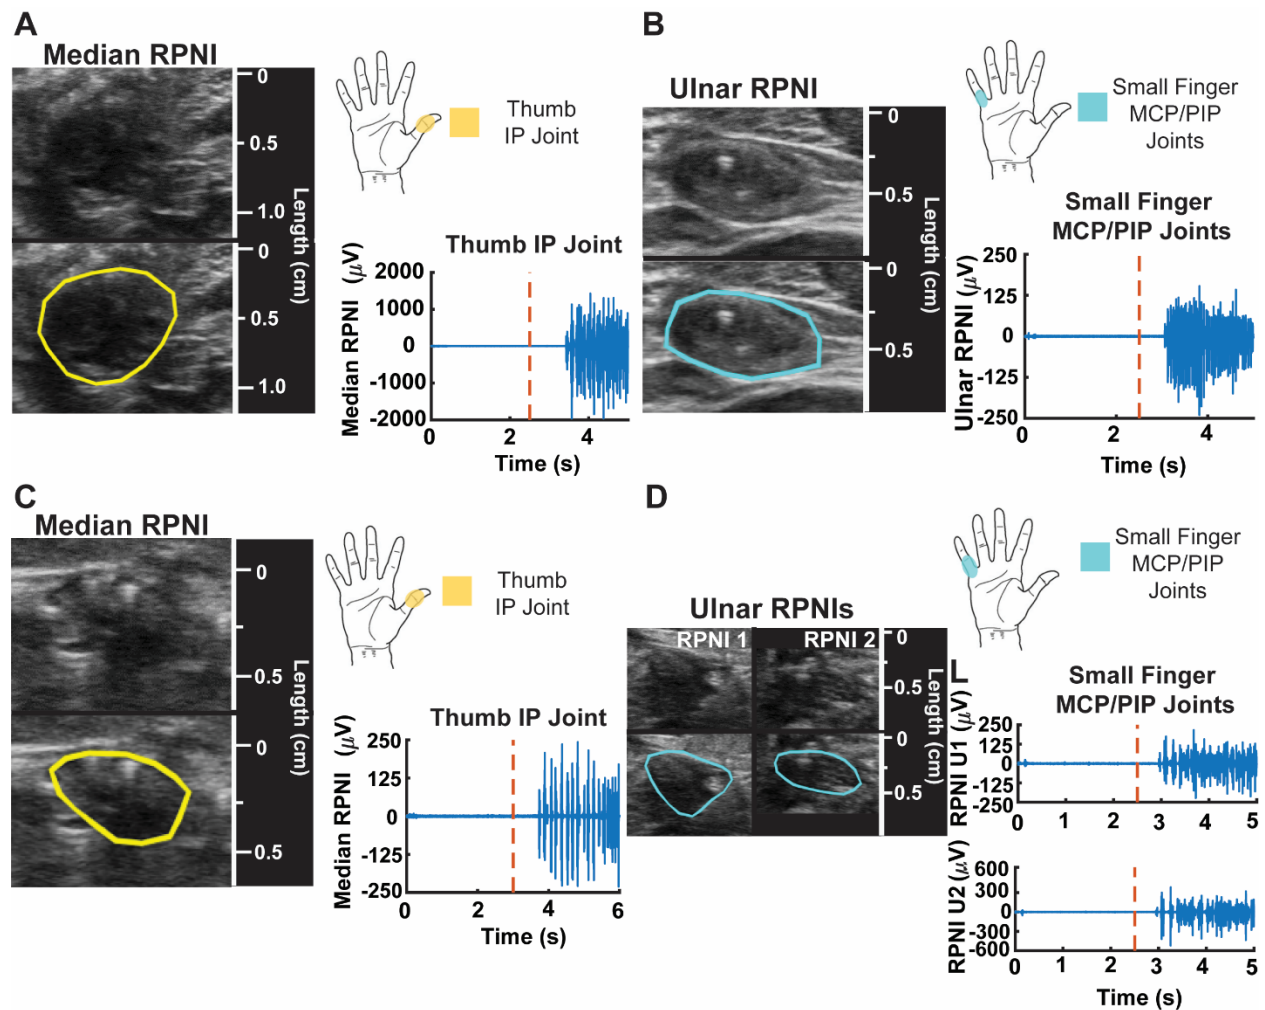 A
Median RPNI
0
0.5
1.0
0
0.5
1.0
Length (cm)
Thumb
IP Joint
Thumb IP Joint
Median RPNI (μV)
2000
1000
0
-1000
-2000
0
2
4
Time (s)
B
Ulnar RPNI
0
0.5
0
0.5
Length (cm)
Small Finger
MCP/PIP
Joints
Small Finger
MCP/PIP Joints
Ulnar RPNI (μV)
250
125
0
-125
-250
0
2
4
Time (s)
C
Median RPNI
0
0.5
0
0.5
Length (cm)
Thumb
IP Joint
Thumb IP Joint
Median RPNI (μV)
250
125
0
-125
-250
0
2
4
6
Time (s)
D
Ulnar RPNIs
RPNI 1
RPNI 2
0
0.5
0
0.5
Length (cm)
Small Finger
MCP/PIP
Joints
L
Small Finger
MCP/PIP Joints
RPNI U1 (μV)
250
125
0
-125
-250
0
1
2
3
4
5
RPNI U2 (μV)
600
300
0
-300
-600
0
1
2
3
4
5
Time (s)